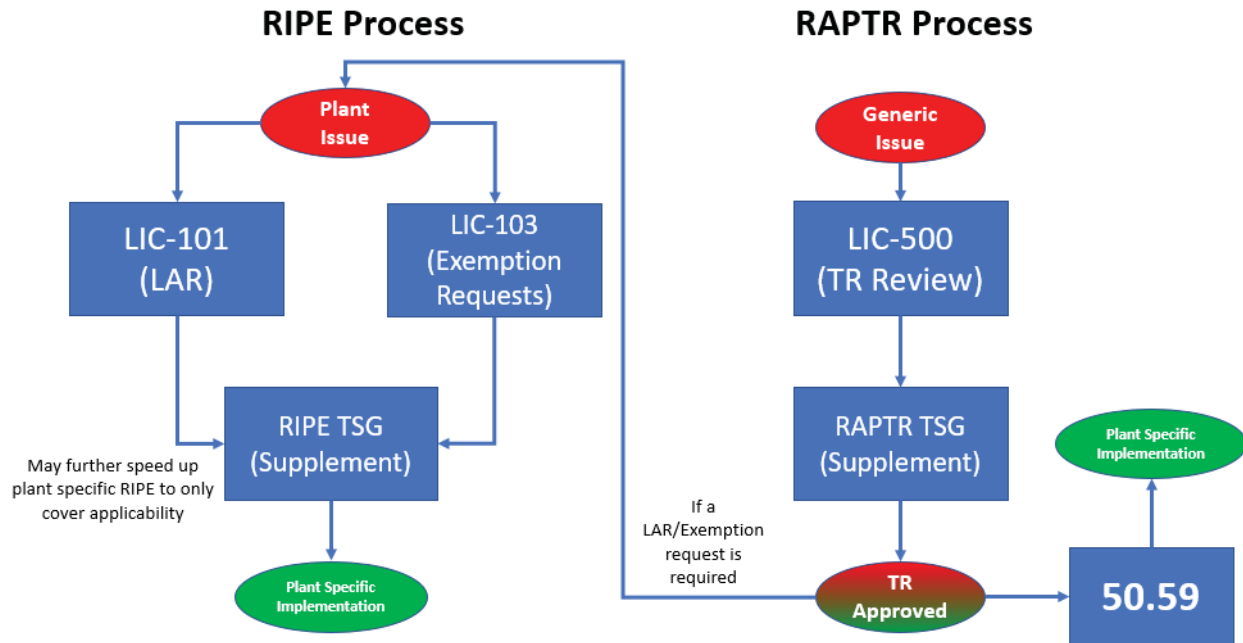 RIPE Process
Plant
Issue
LIC-101
(LAR)
LIC-103
(Exemption
Requests)
RIPE TSG
(Supplement)
May further speed up
plant specific RIPE to only
cover applicability
Plant Specific
Implementation
RAPTR Process
Generic
Issue
LIC-500
(TR Review)
RAPTR TSG
(Supplement)
If a
LAR/Exemption
request is
required
TR
Approved
50.59
Plant Specific
Implementation